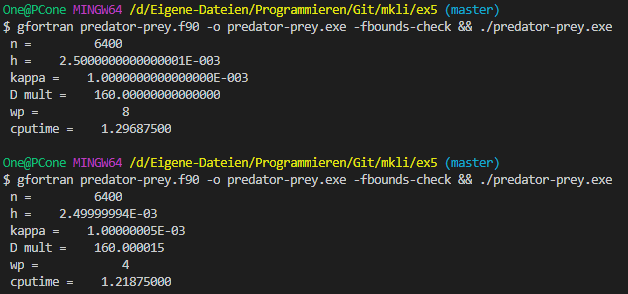 One@PCone MINGW64 /d/Eigene-Dateien/Programmieren/Git/mkli/ex5 (master)
$ gfortran predator-prey.f90 -o predator-prey.exe -fbounds-check && ./predator-prey.exe
n =         6400
h =    2.5000000000000001E-003
kappa =    1.0000000000000000E-003
D mult =    160.00000000000000
wp =            8
cputime =    1.29687500
One@PCone MINGW64 /d/Eigene-Dateien/Programmieren/Git/mkli/ex5 (master)
$ gfortran predator-prey.f90 -o predator-prey.exe -fbounds-check && ./predator-prey.exe
n =         6400
h =    2.49999994E-03
kappa =    1.00000005E-03
D mult =    160.000015
wp =            4
cputime =    1.21875000